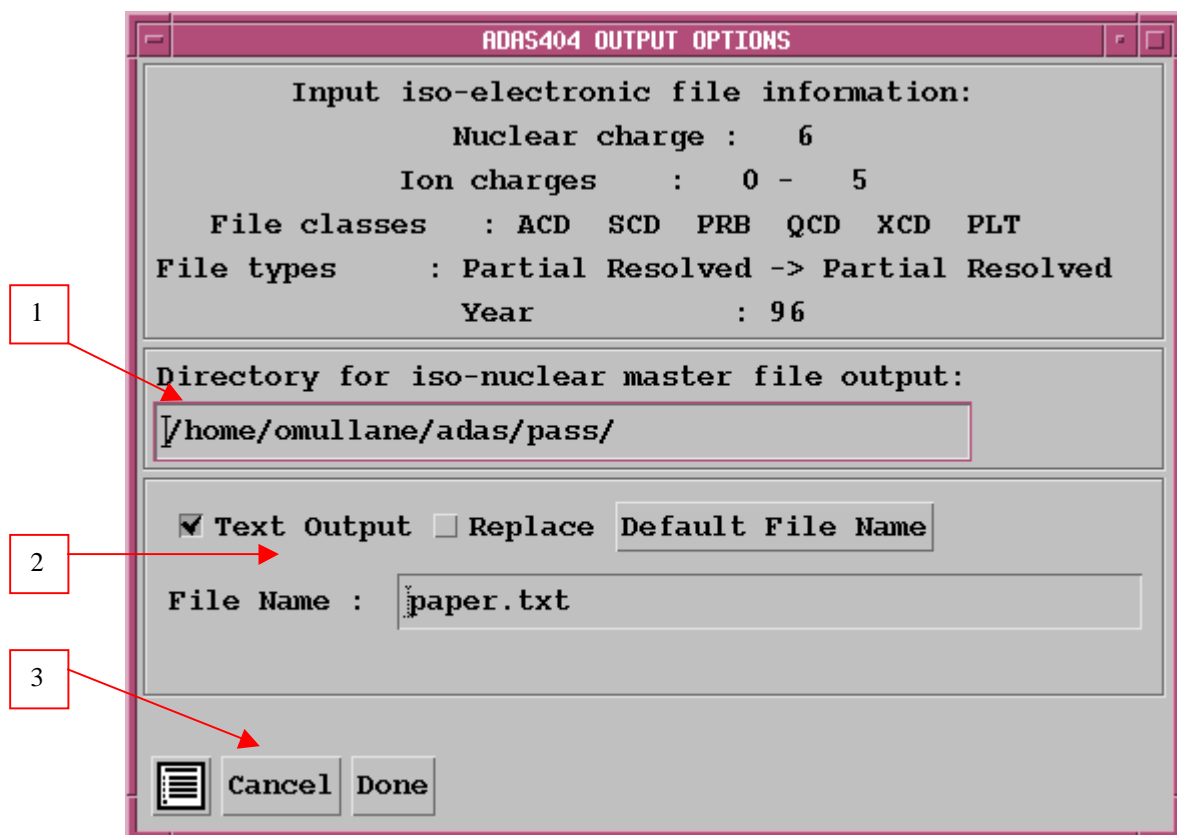 ADAS404 OUTPUT OPTIONS
Input iso-electronic file information:
Nuclear charge : 6
Ion charges : 0 - 5
File classes : ACD SCD PRB QCD XCD PLT
File types : Partial Resolved -> Partial Resolved
Year : 96
1
Directory for iso-nuclear master file output:
/home/omullane/adas/pass/
Text Output Replace Default File Name
2
File Name : paper.txt
3
Cancel Done